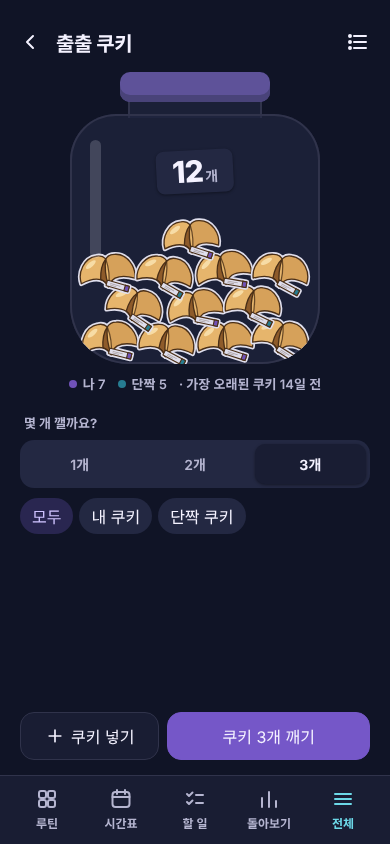 출출 쿠키
12개
나 7 단짝 5 · 가장 오래된 쿠키 14일 전
몇 개 깰까요?
1개 2개 3개
모두 내 쿠키 단짝 쿠키
+ 쿠키 넣기 쿠키 3개 깨기
루틴 시간표 할 일 돌아보기 전체